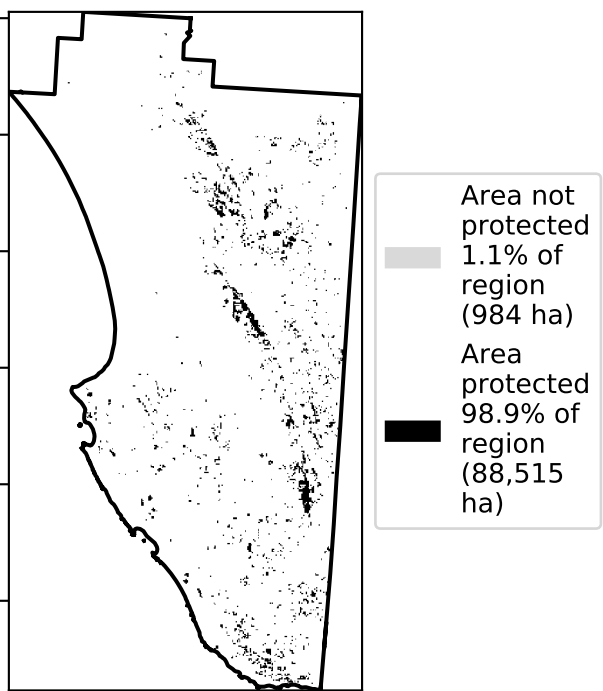 Area not
protected
1.1% of
region
(984 ha)
Area
protected
98.9% of
region
(88,515
ha)